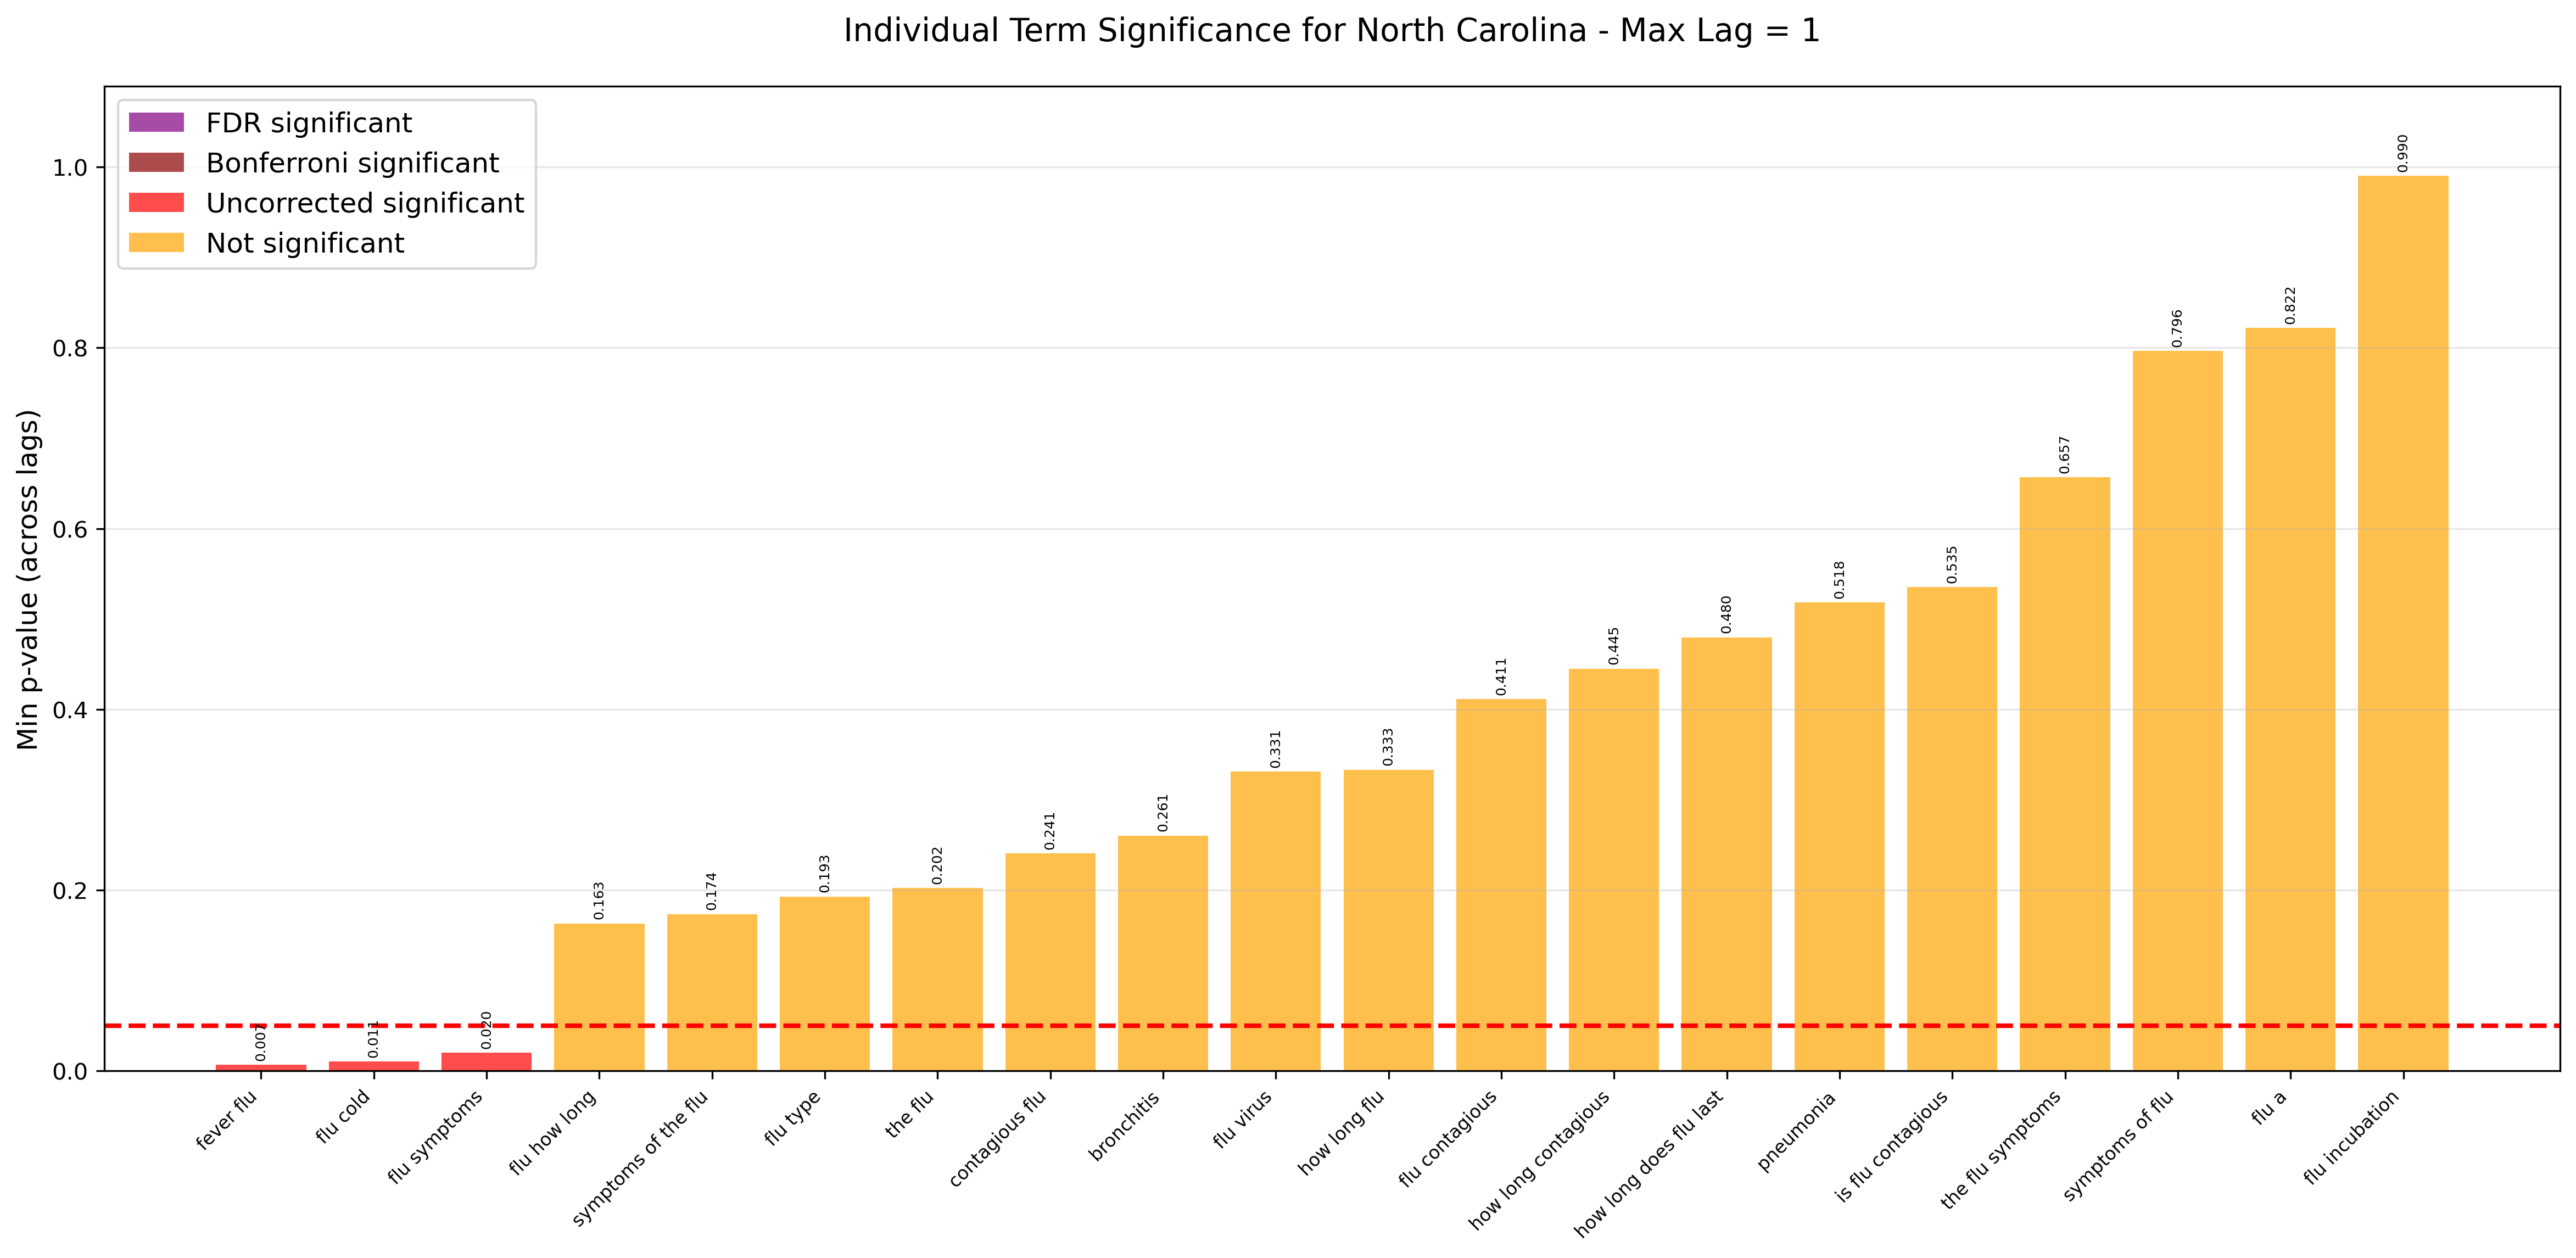 Individual Term Significance for North Carolina - Max Lag = 1
FDR significant
Bonferroni significant
Uncorrected significant
Not significant
Min p-value (across lags)
1.0
0.8
0.6
0.4
0.2
0.0
0.007
0.011
0.020
0.163
0.174
0.193
0.202
0.241
0.261
0.331
0.333
0.411
0.445
0.480
0.518
0.535
0.657
0.796
0.822
0.990
fever flu
flu cold
flu symptoms
flu how long
symptoms of the flu
flu type
the flu
contagious flu
bronchitis
flu virus
how long flu
flu contagious
how long contagious
how long does flu last
pneumonia
is flu contagious
the flu symptoms
symptoms of flu
flu a
flu incubation